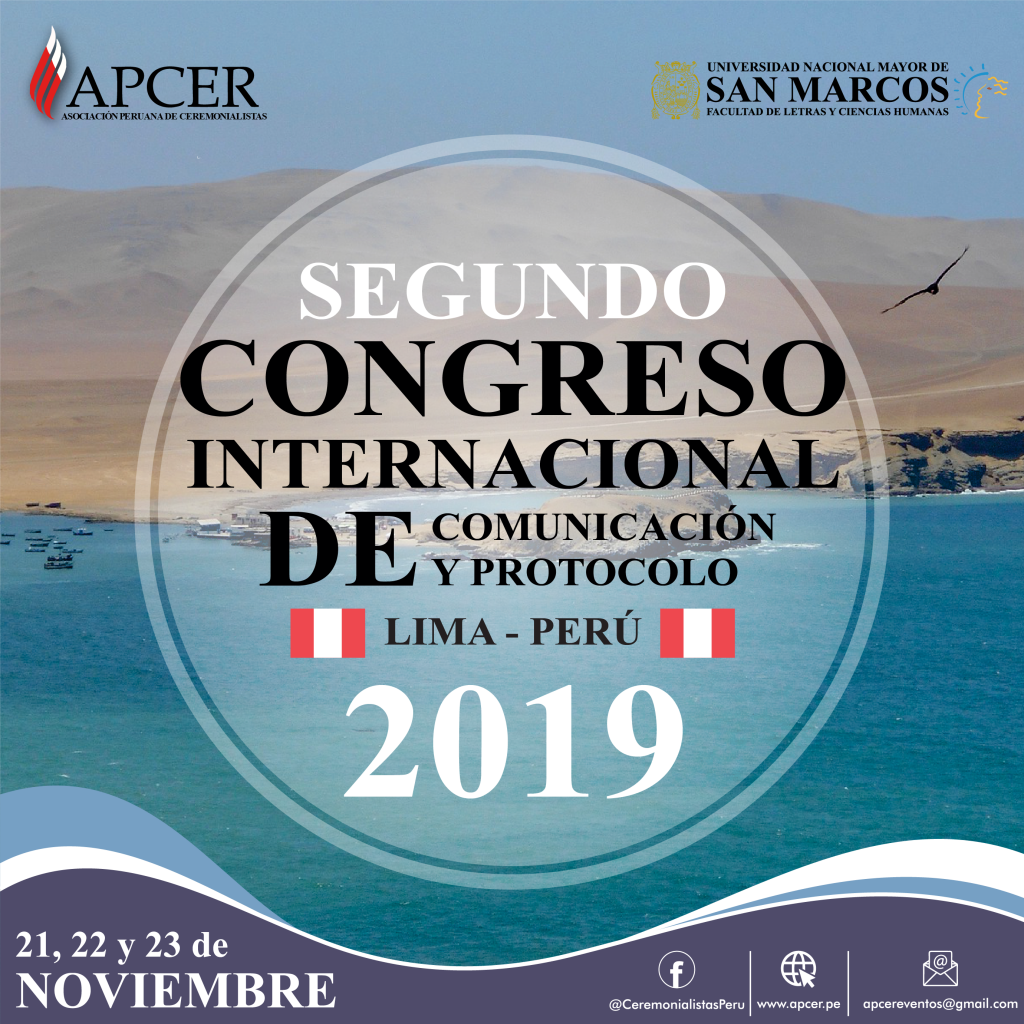 APCER
ASOCIACIÓN PERUANA DE CEREMONIALISTAS
UNIVERSIDAD NACIONAL MAYOR DE
SAN MARCOS
FACULTAD DE LETRAS Y CIENCIAS HUMANAS
SEGUNDO
CONGRESO
INTERNACIONAL
DE COMUNICACIÓN
Y PROTOCOLO
LIMA - PERÚ
2019
21, 22 y 23 de
NOVIEMBRE
@CeremonialistasPeru
www.apcer.pe
apcereventos@gmail.com